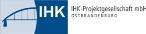 IHK
IHK-Projektgesellschaft mbH
OSTBRANDENBURG